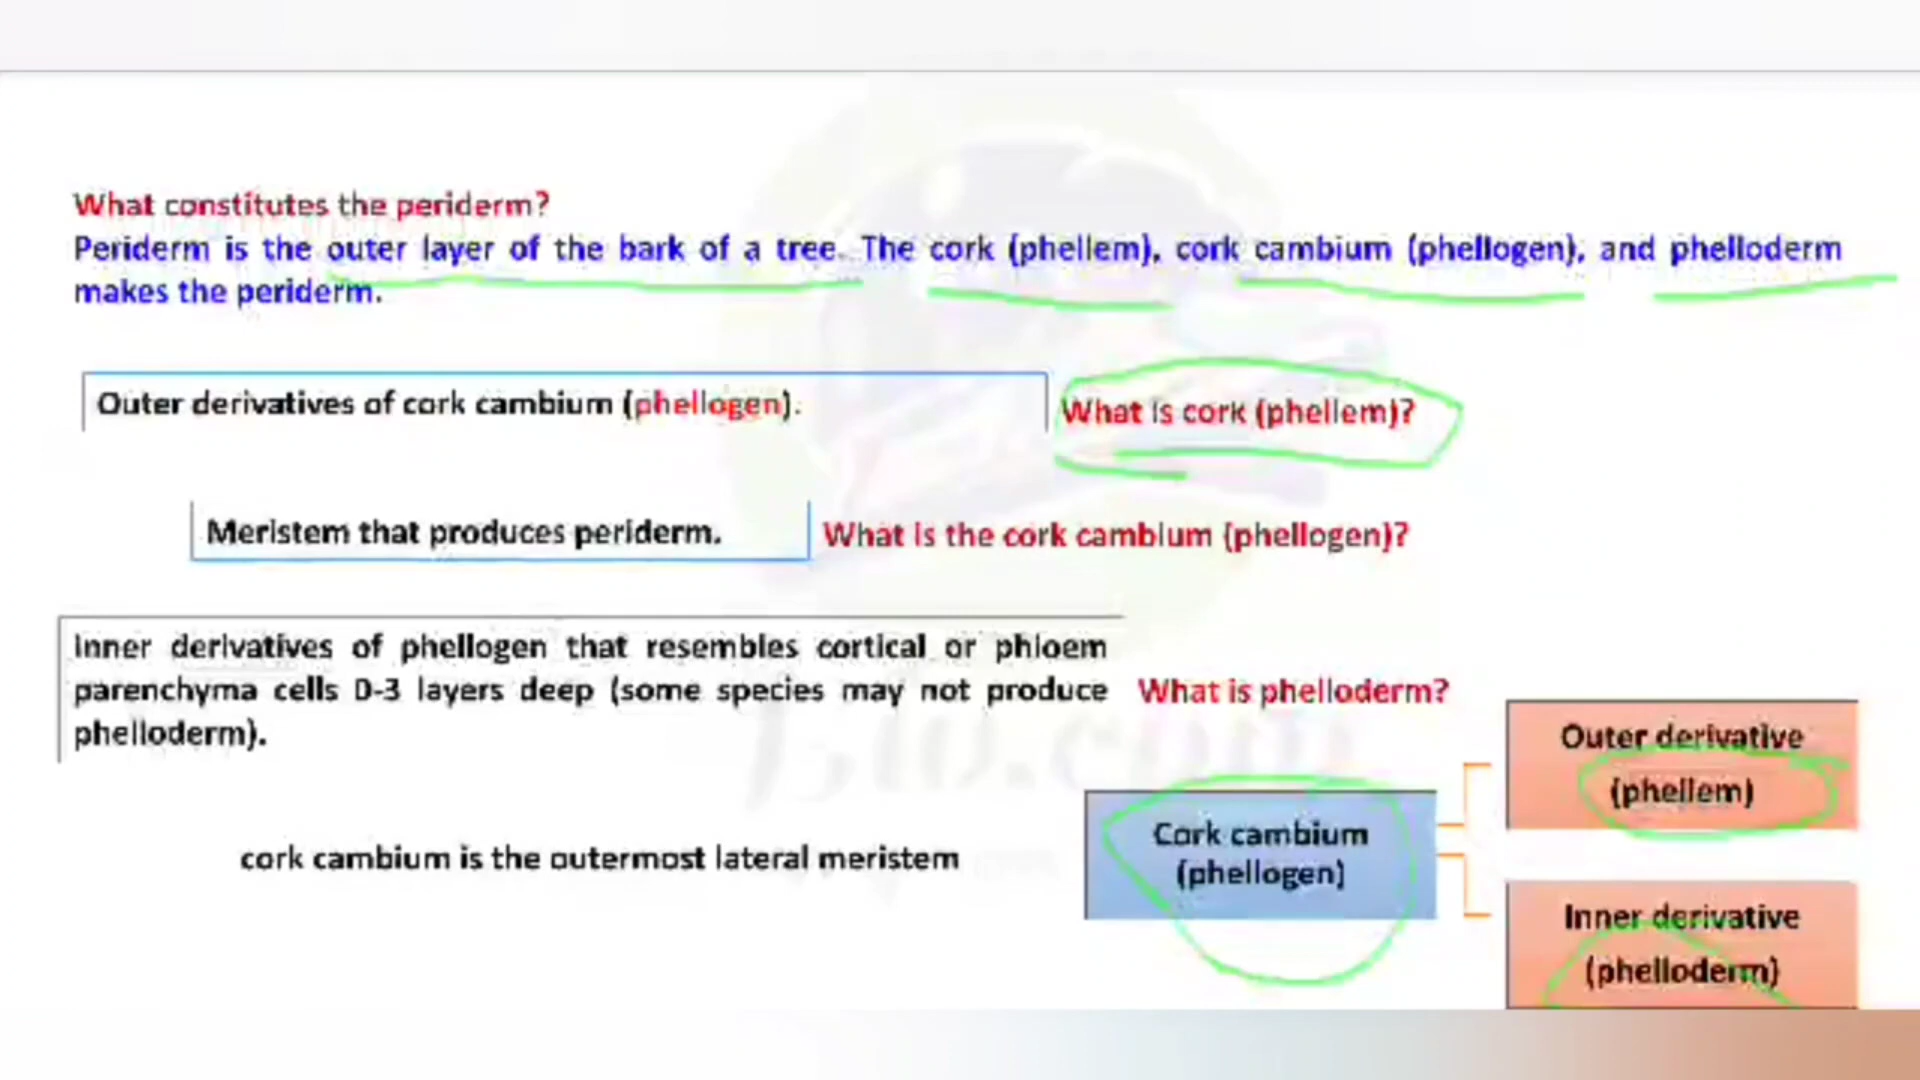 What constitutes the periderm?
Periderm is the outer layer of the bark of a tree. The cork (phellem), cork cambium (phellogen), and phelloderm
makes the periderm.
Outer derivatives of cork cambium (phellogen).
What is cork (phellem)?
Meristem that produces periderm.
What is the cork cambium (phellogen)?
Inner derivatives of phellogen that resembles cortical or phloem
parenchyma cells 0-3 layers deep (some species may not produce
phelloderm).
What is phelloderm?
Outer derivative
(phellem)
Cork cambium
(phellogen)
cork cambium is the outermost lateral meristem
Inner derivative
(phelloderm)